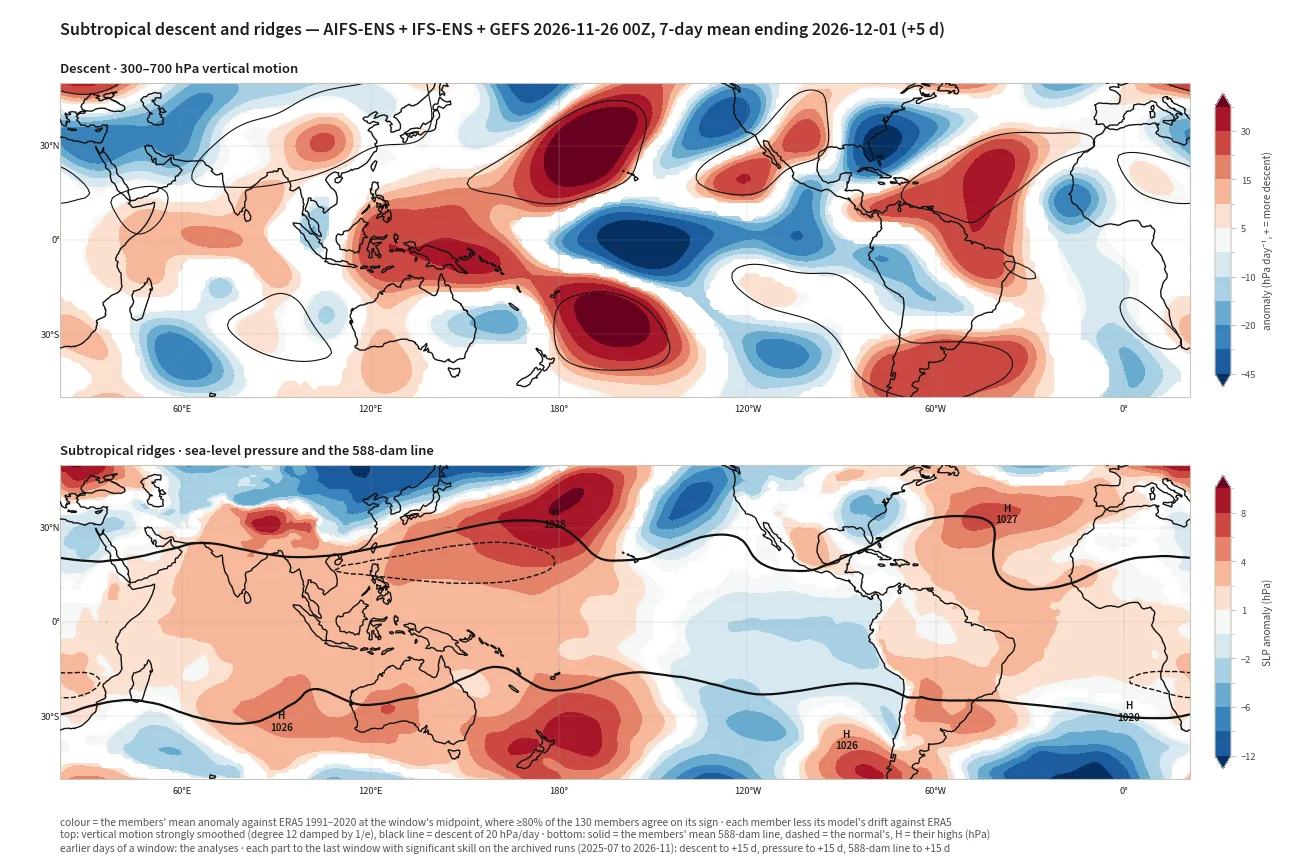 Subtropical descent and ridges — AIFS-ENS + IFS-ENS + GEFS 2026-11-26 00Z, 7-day mean ending 2026-12-01 (+5 d)
Descent · 300–700 hPa vertical motion
30°N
0°
30°S
60°E
120°E
180°
120°W
60°W
0°
30
15
5
−10
−20
−45
anomaly (hPa day⁻¹, + = more descent)
Subtropical ridges · sea-level pressure and the 588-dam line
H
1028
H
1027
H
1026
H
1026
H
1020
30°N
0°
30°S
60°E
120°E
180°
120°W
60°W
0°
8
4
1
−2
−6
−12
SLP anomaly (hPa)
colour = the members' mean anomaly against ERA5 1991–2020 at the window's midpoint, where ≥80% of the 130 members agree on its sign · each member less its model's drift against ERA5
top: vertical motion strongly smoothed (degree 12 damped by 1/e), black line = descent of 20 hPa/day · bottom: solid = the members' mean 588-dam line, dashed = the normal's, H = their highs (hPa)
earlier days of a window: the analyses · each part to the last window with significant skill on the archived runs (2025-07 to 2026-11): descent to +15 d, pressure to +15 d, 588-dam line to +15 d